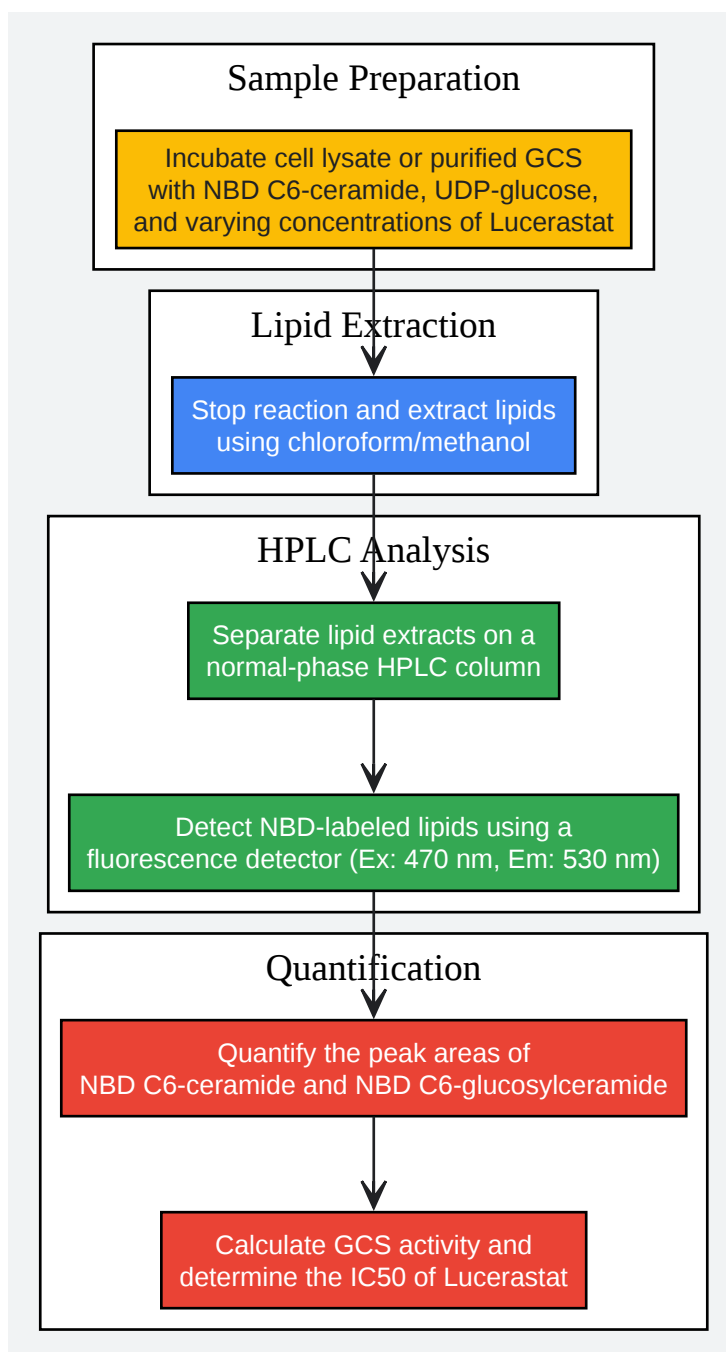 Sample Preparation
Incubate cell lysate or purified GCS
with NBD C6-ceramide, UDP-glucose,
and varying concentrations of Lucerastat
Lipid Extraction
Stop reaction and extract lipids
using chloroform/methanol
HPLC Analysis
Separate lipid extracts on a
normal-phase HPLC column
Detect NBD-labeled lipids using a
fluorescence detector (Ex: 470 nm, Em: 530 nm)
Quantification
Quantify the peak areas of
NBD C6-ceramide and NBD C6-glucosylceramide
Calculate GCS activity and
determine the IC50 of Lucerastat